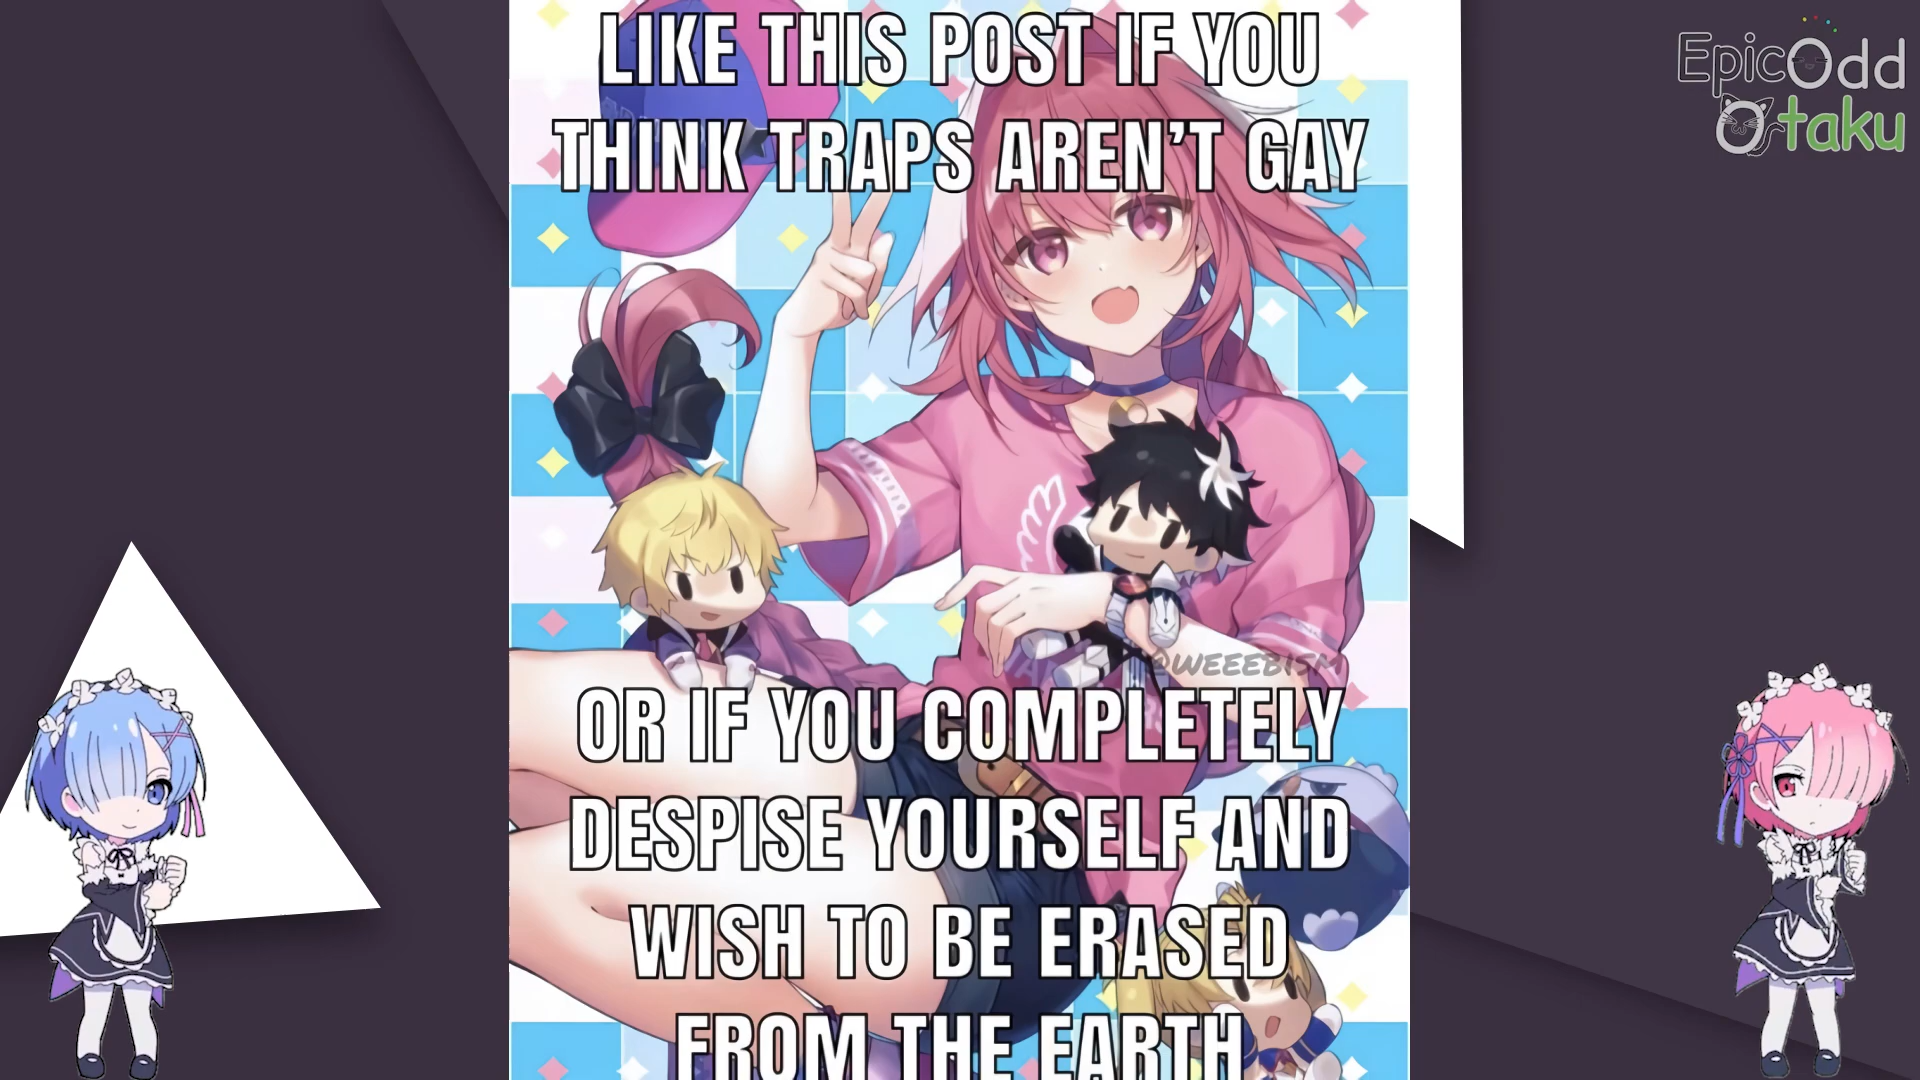 LIKE THIS POST IF YOU
THINK TRAPS AREN'T GAY
EpicOdd
Otaku
@WEEEBISM
OR IF YOU COMPLETELY
DESPISE YOURSELF AND
WISH TO BE ERASED
FROM THE EARTH